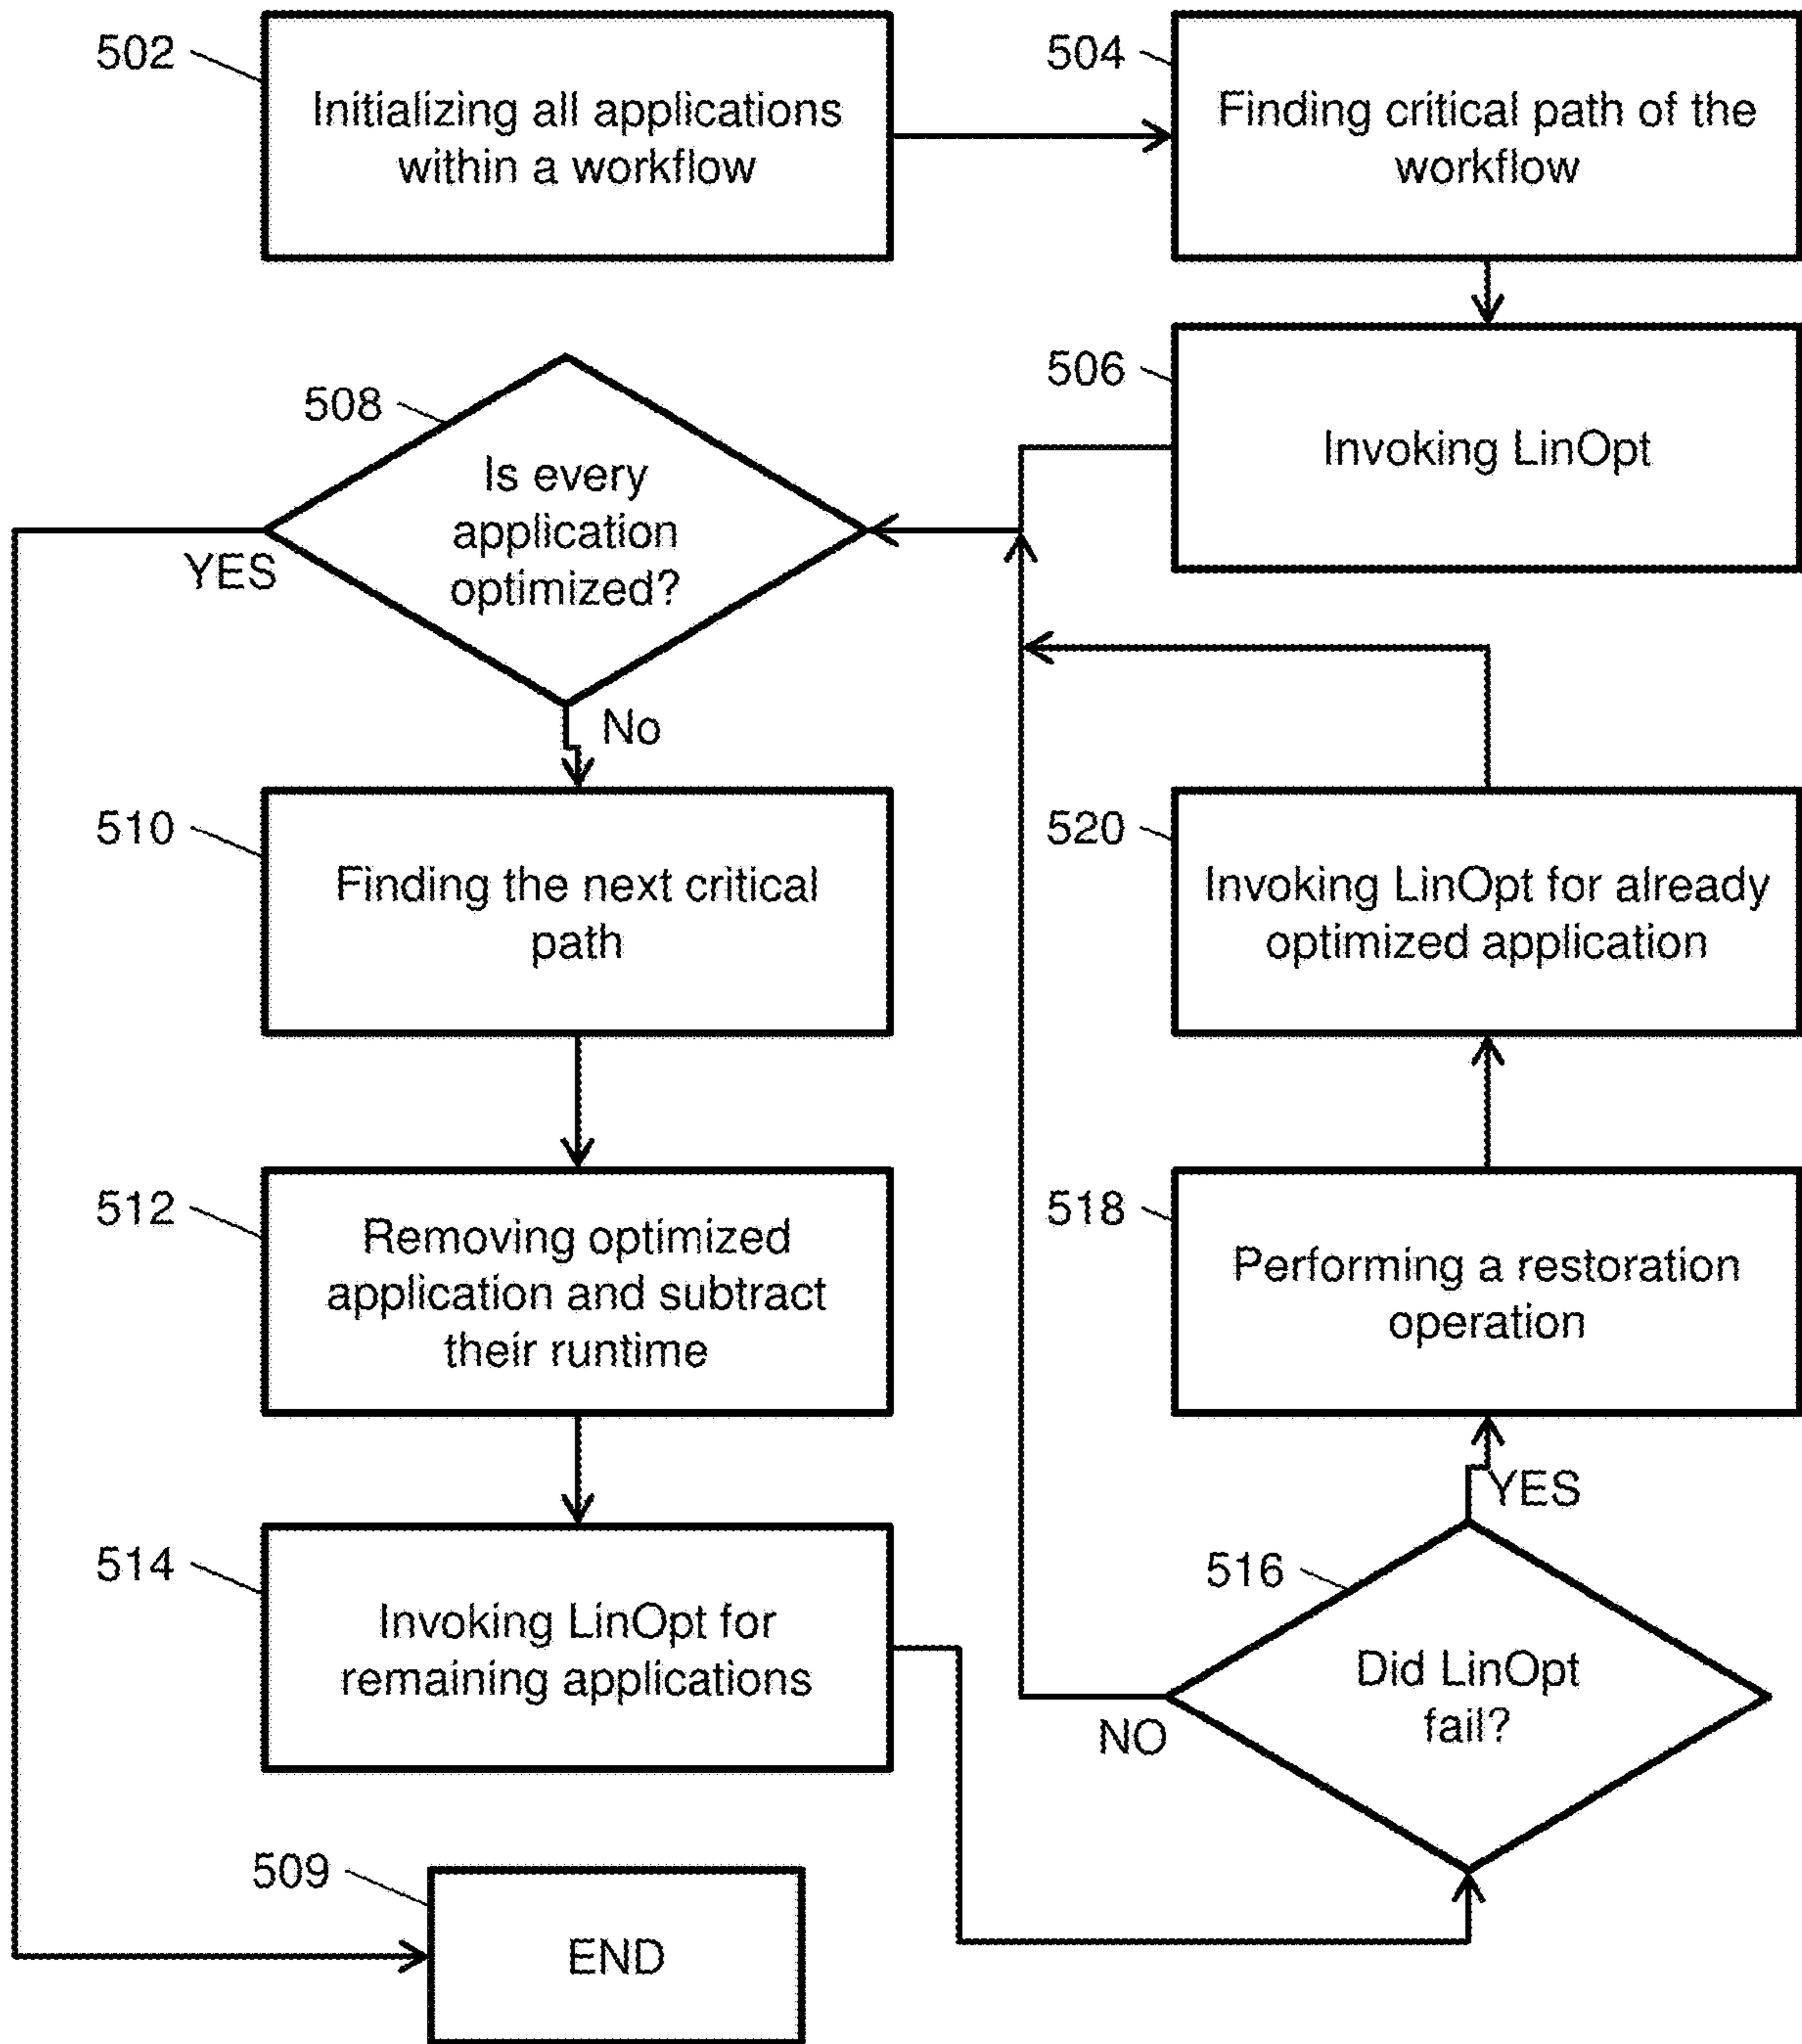 502
Initializing all applications
within a workflow
504
Finding critical path of the
workflow
506
Invoking LinOpt
508
Is every
application
optimized?
YES
No
510
Finding the next critical
path
512
Removing optimized
application and subtract
their runtime
514
Invoking LinOpt for
remaining applications
516
Did LinOpt
fail?
NO
YES
518
Performing a restoration
operation
520
Invoking LinOpt for already
optimized application
509
END